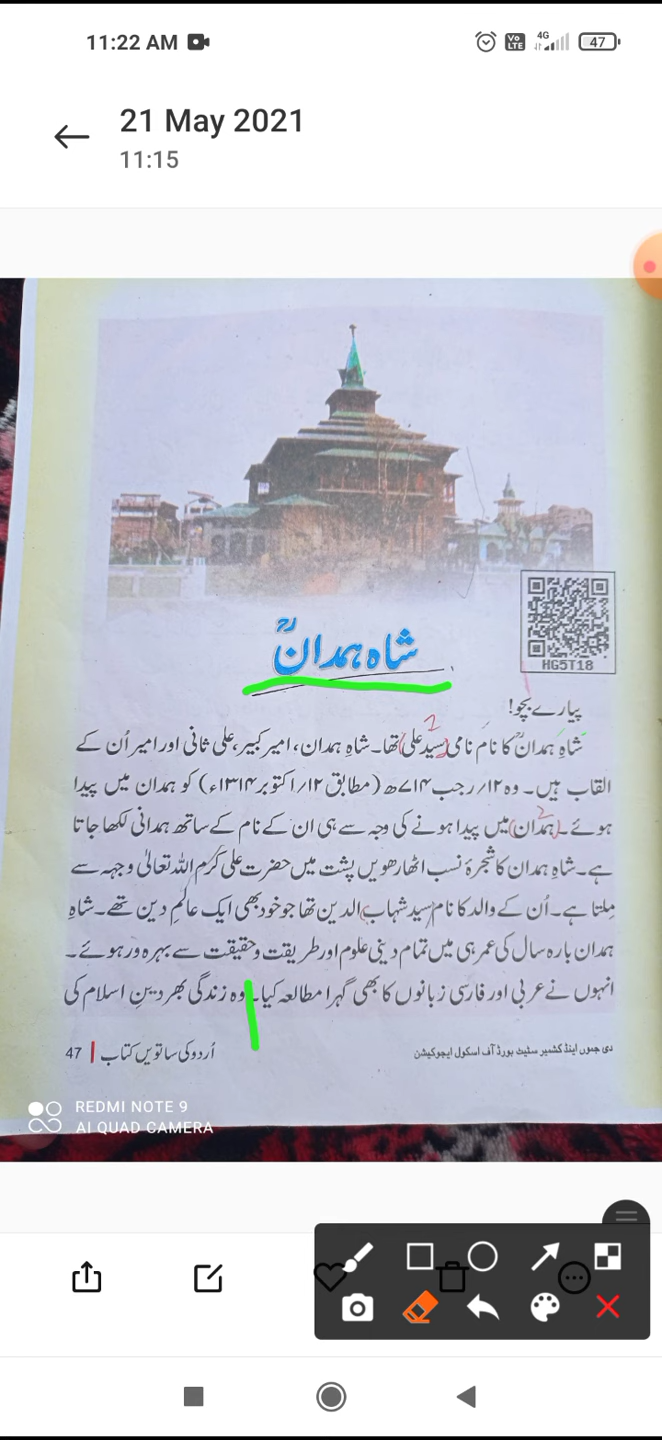 11:22 AM
Vo LTE 4G 47
21 May 2021
11:15
شاہ ہمدانؒ
HG5T18
پیارے بچو!
شاہِ ہمدانؒ کا نام نامی سید علی تھا۔ شاہِ ہمدان، امیر کبیر، علی ثانی اور امیر اُن کے
القاب ہیں۔ وہ ۱۲؍ رجب ۷۱۴ھ (مطابق ۱۲؍ اکتوبر ۱۳۱۴ء) کو ہمدان میں پیدا
2
ہوئے۔ ہمدان میں پیدا ہونے کی وجہ سے ہی ان کے نام کے ساتھ ہمدانی لکھا جاتا
2
ہے۔ شاہِ ہمدان کا شجرۂ نسب اٹھارھویں پشت میں حضرت علی کرم اللہ تعالیٰ وجہہ سے
ملتا ہے۔ اُن کے والد کا نام سید شہاب الدین تھا جو خود بھی ایک عالمِ دین تھے۔ شاہِ
ہمدان بارہ سال کی عمر ہی میں تمام دینی علوم اور طریقت و حقیقت سے بہرہ ور ہوئے۔
انہوں نے عربی اور فارسی زبانوں کا بھی گہرا مطالعہ کیا۔ وہ زندگی بھر دینِ اسلام کی
دی جموں اینڈ کشمیر سٹیٹ بورڈ آف اسکول ایجوکیشن
اُردو کی ساتویں کتاب | 47
REDMI NOTE 9
AI QUAD CAMERA